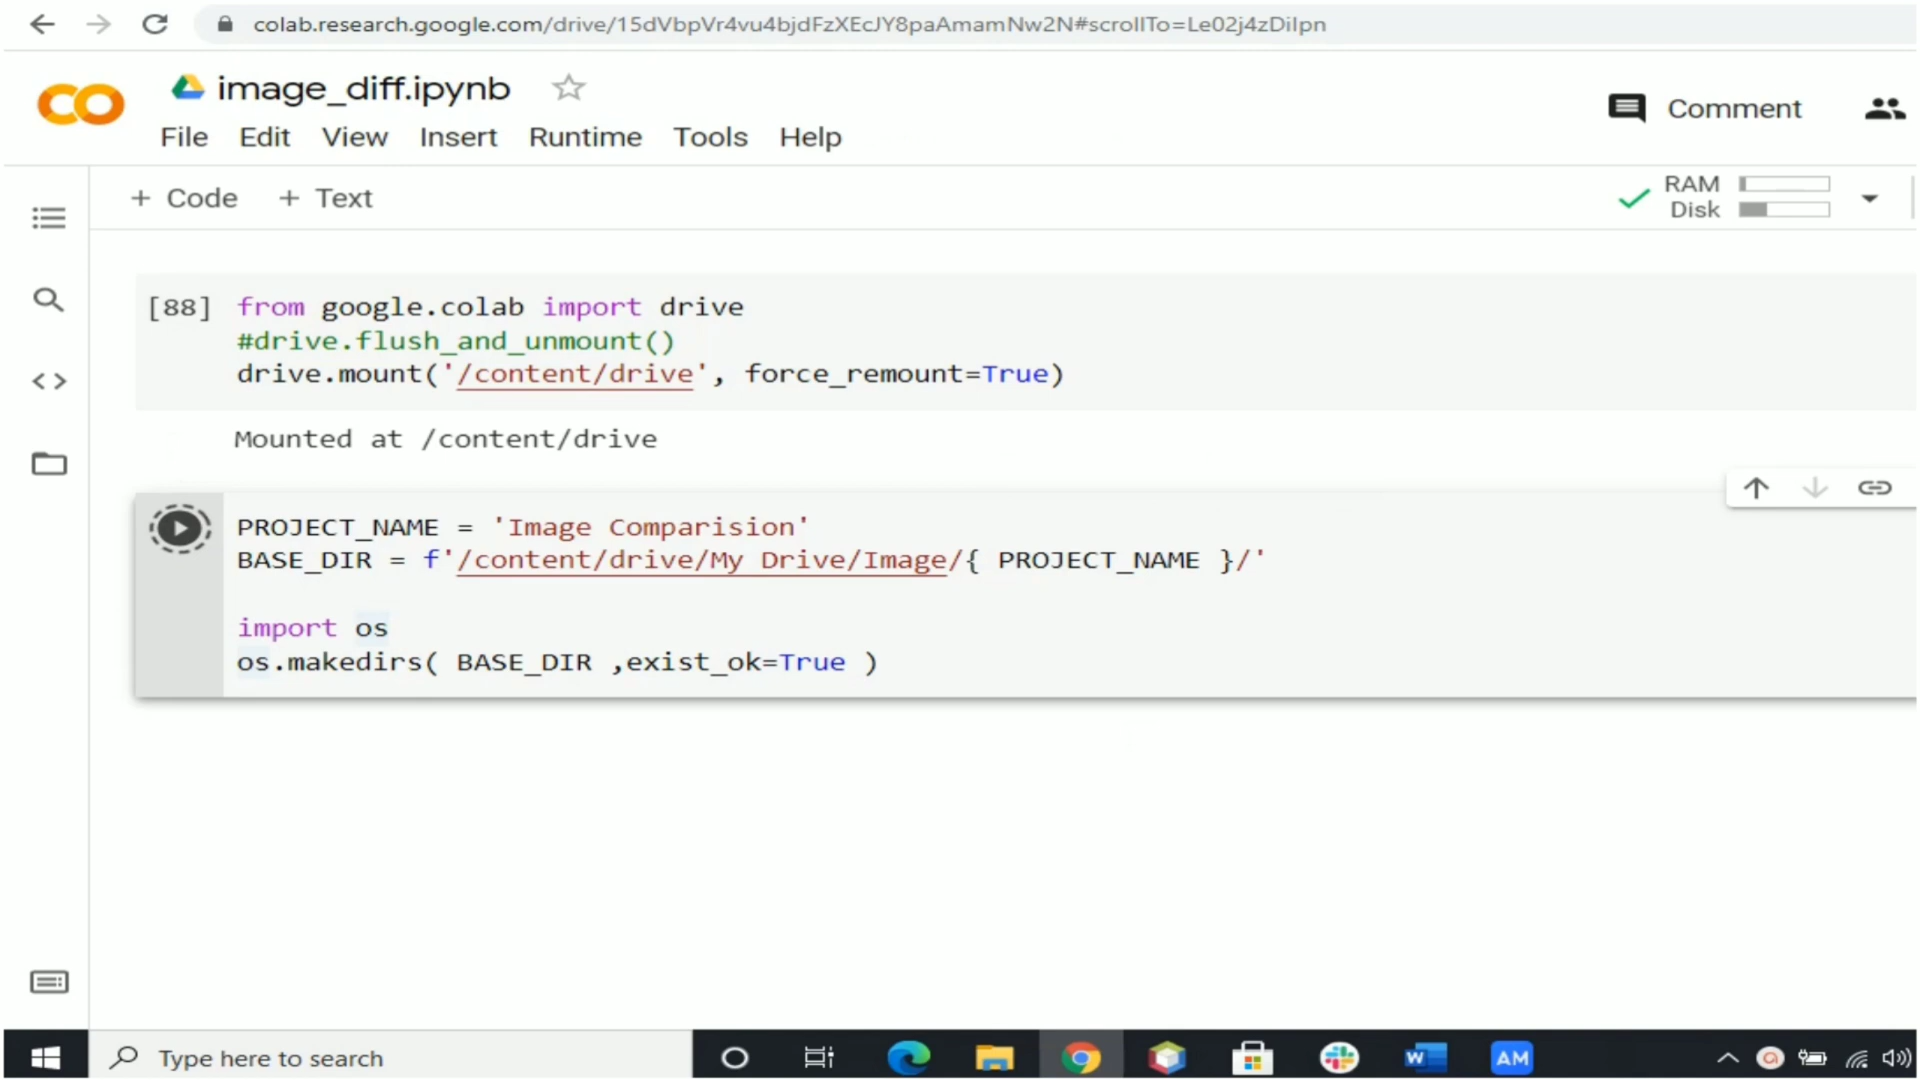 colab.research.google.com/drive/15dVbpVr4vu4bjdFzXEcJY8paAmamNw2N#scrollTo=Le02j4zDiIpn
image_diff.ipynb
Comment
File Edit View Insert Runtime Tools Help
+ Code + Text
RAM
Disk
[88] from google.colab import drive
#drive.flush_and_unmount()
drive.mount('/content/drive', force_remount=True)
Mounted at /content/drive
PROJECT_NAME = 'Image Comparision'
BASE_DIR = f'/content/drive/My Drive/Image/{ PROJECT_NAME }/'
import os
os.makedirs( BASE_DIR ,exist_ok=True )
Type here to search
W
AM